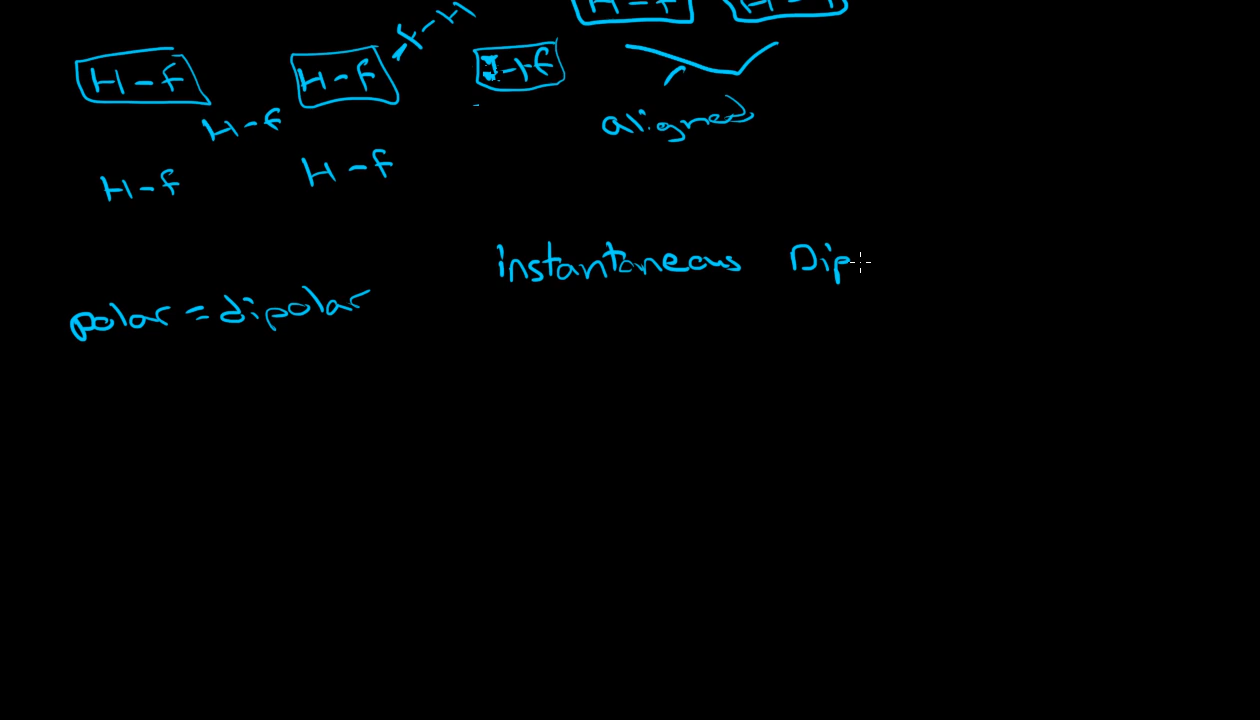 H-f H-f
H-f H-f f-H I-f
H-f aligned
H-f H-f
instantaneous Dip
polar = dipolar